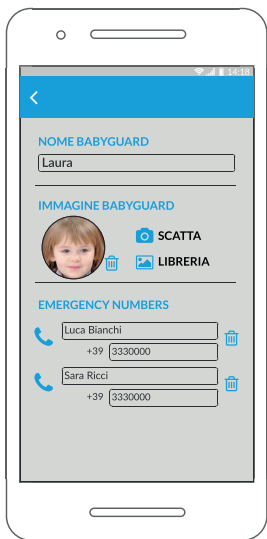 14:18
NOME BABYGUARD
Laura
IMMAGINE BABYGUARD
SCATTA
LIBRERIA
EMERGENCY NUMBERS
Luca Bianchi
+39 3330000
Sara Ricci
+39 3330000